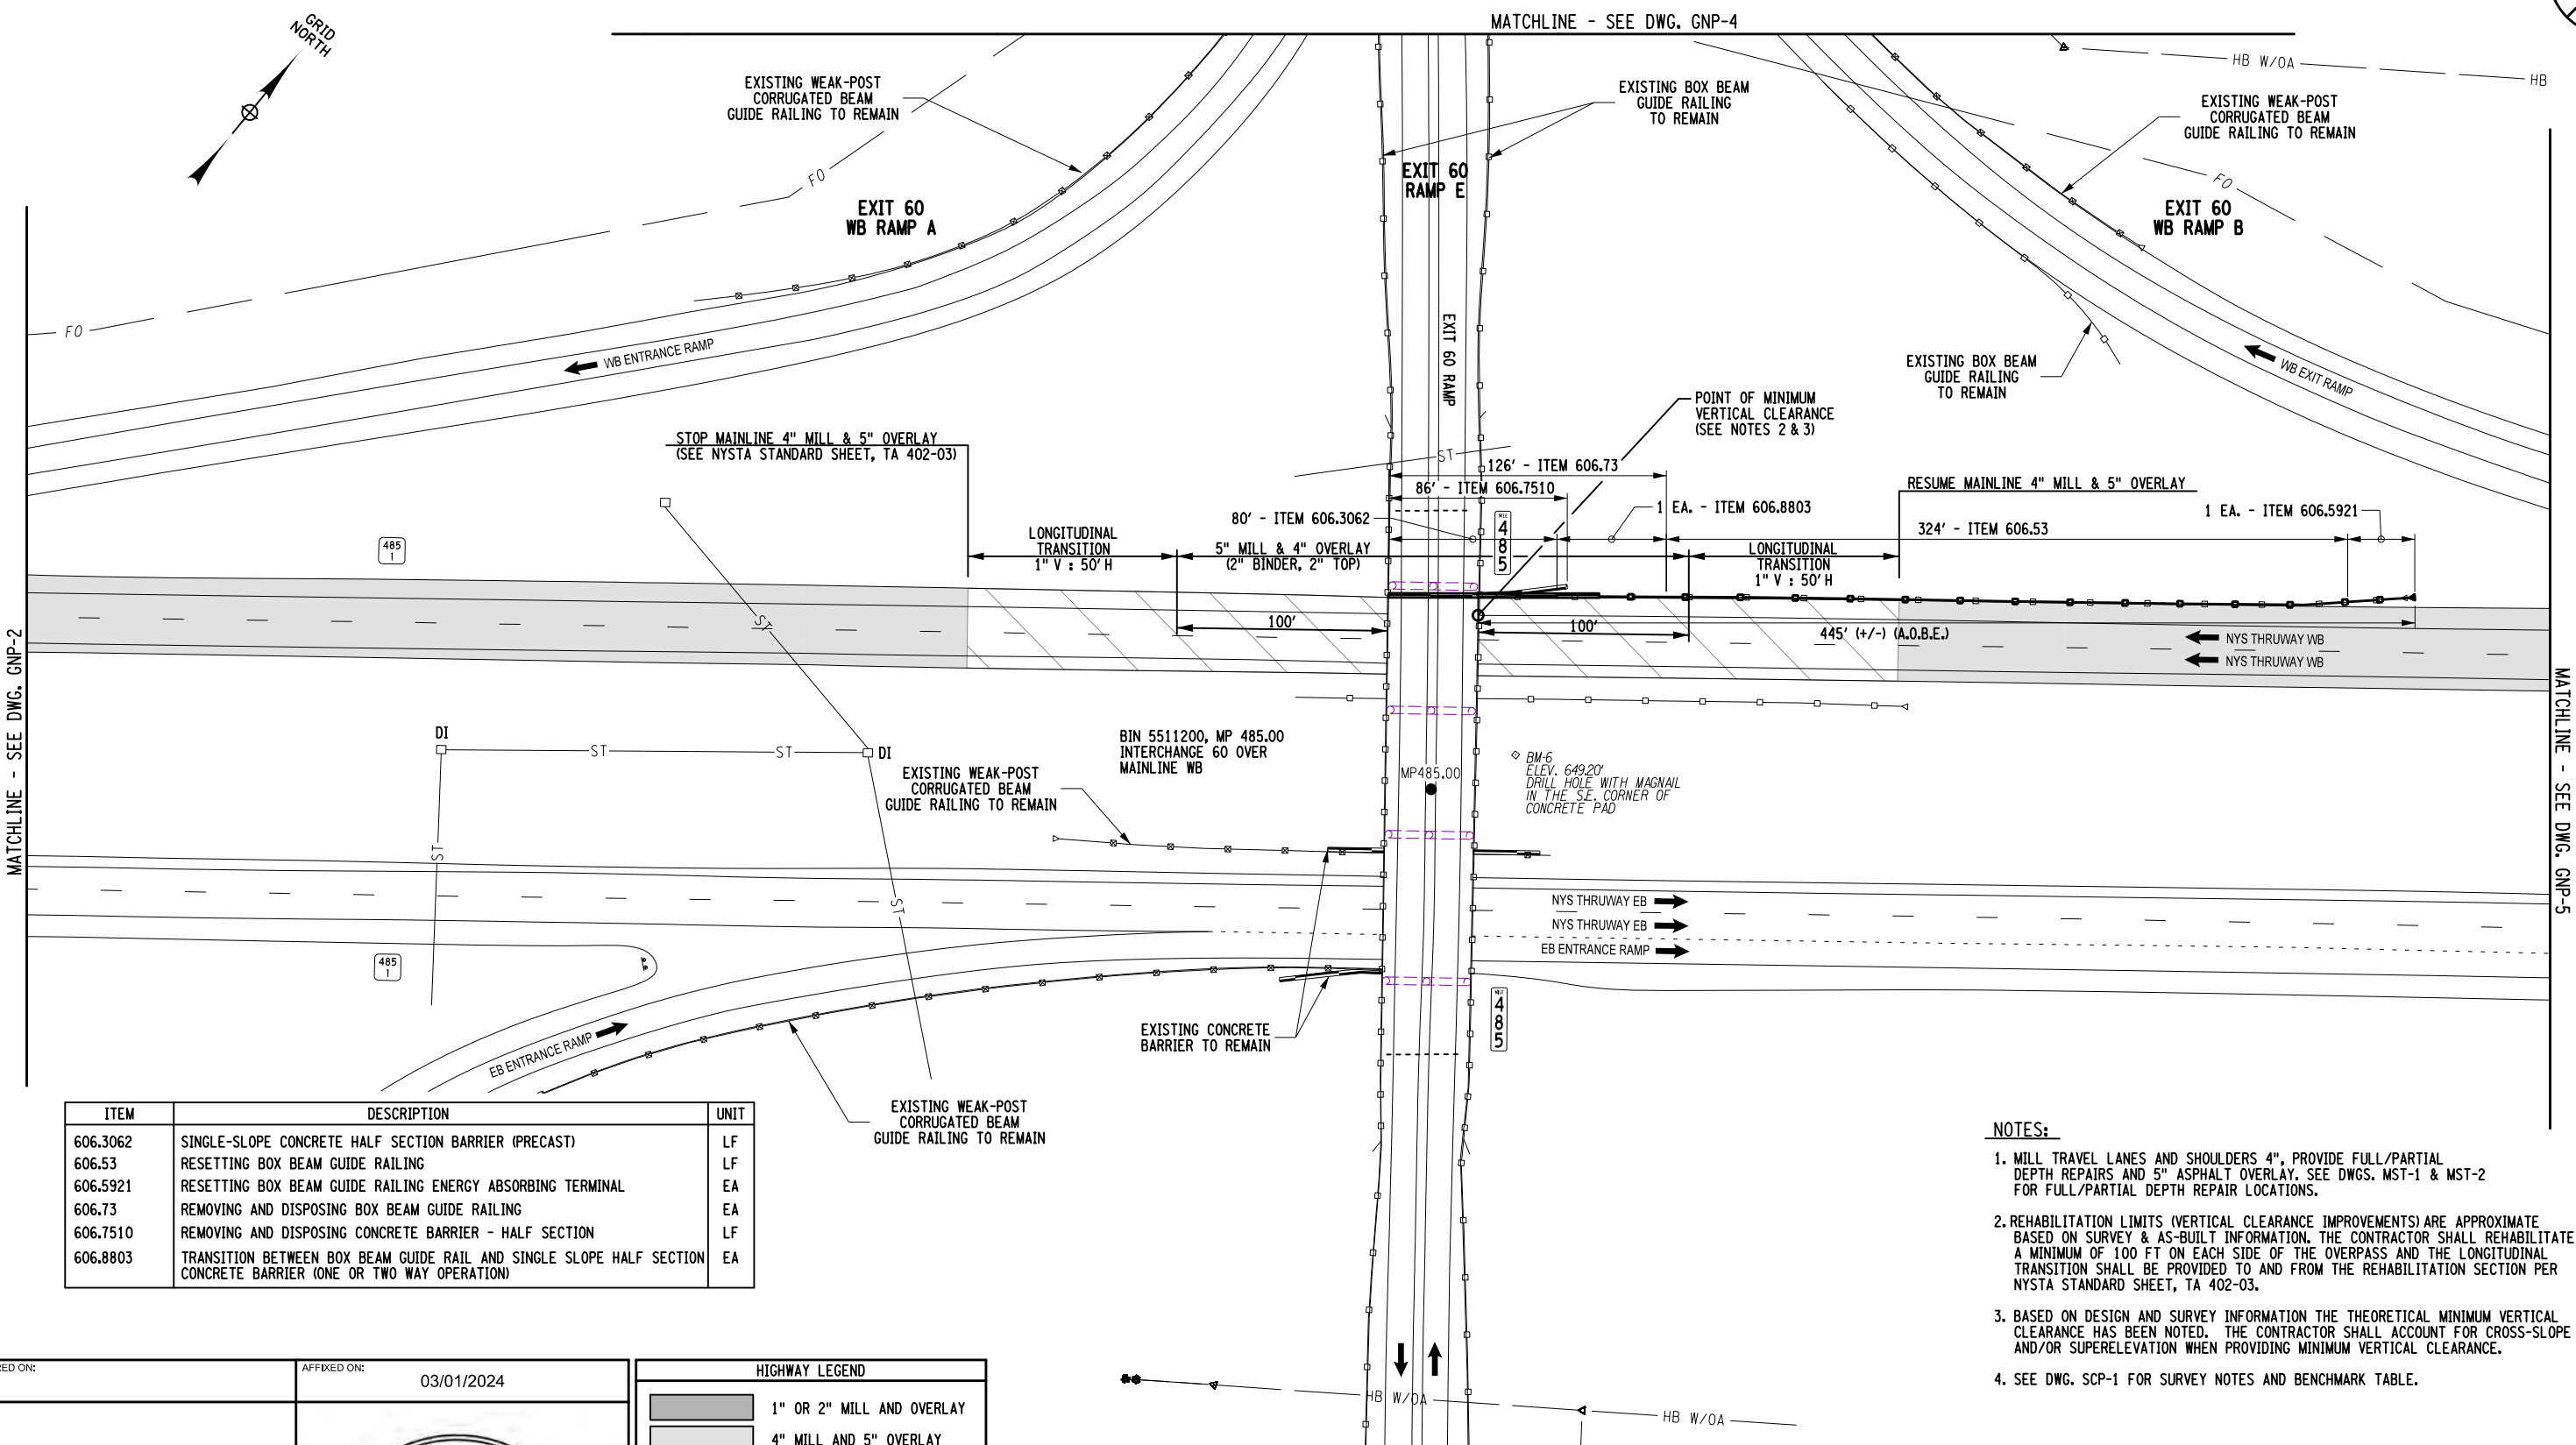 MATCHLINE - SEE DWG. GNP-4
GRID
NORTH
HB W/OA
HB
EXISTING WEAK-POST
CORRUGATED BEAM
GUIDE RAILING TO REMAIN
EXISTING BOX BEAM
GUIDE RAILING
TO REMAIN
EXISTING WEAK-POST
CORRUGATED BEAM
GUIDE RAILING TO REMAIN
FO
EXIT 60
RAMP E
FO
EXIT 60
WB RAMP A
EXIT 60
WB RAMP B
FO
WB ENTRANCE RAMP
EXIT 60 RAMP
EXISTING BOX BEAM
GUIDE RAILING
TO REMAIN
WB EXIT RAMP
POINT OF MINIMUM
VERTICAL CLEARANCE
(SEE NOTES 2 & 3)
STOP MAINLINE 4" MILL & 5" OVERLAY
(SEE NYSTA STANDARD SHEET, TA 402-03)
ST
126' - ITEM 606.73
86' - ITEM 606.7510
RESUME MAINLINE 4" MILL & 5" OVERLAY
80' - ITEM 606.3062
1 EA. - ITEM 606.8803
1 EA. - ITEM 606.5921
324' - ITEM 606.53
MILE
4
8
5
LONGITUDINAL
TRANSITION
1" V : 50' H
5" MILL & 4" OVERLAY
(2" BINDER, 2" TOP)
LONGITUDINAL
TRANSITION
1" V : 50' H
485
1
ST
100'
100'
445' (+/-) (A.O.B.E.)
NYS THRUWAY WB
NYS THRUWAY WB
MATCHLINE - SEE DWG. GNP-2
MATCHLINE - SEE DWG. GNP-5
DI
ST
ST
DI
BIN 5511200, MP 485.00
INTERCHANGE 60 OVER
MAINLINE WB
MP485.00
BM-6
ELEV. 649.20'
DRILL HOLE WITH MAGNAIL
IN THE S.E. CORNER OF
CONCRETE PAD
EXISTING WEAK-POST
CORRUGATED BEAM
GUIDE RAILING TO REMAIN
ST
ST
NYS THRUWAY EB
NYS THRUWAY EB
EB ENTRANCE RAMP
485
1
MILE
4
8
5
EB ENTRANCE RAMP
EXISTING CONCRETE
BARRIER TO REMAIN
EXISTING WEAK-POST
CORRUGATED BEAM
GUIDE RAILING TO REMAIN
ITEM DESCRIPTION UNIT
606.3062 SINGLE-SLOPE CONCRETE HALF SECTION BARRIER (PRECAST) LF
606.53 RESETTING BOX BEAM GUIDE RAILING LF
606.5921 RESETTING BOX BEAM GUIDE RAILING ENERGY ABSORBING TERMINAL EA
606.73 REMOVING AND DISPOSING BOX BEAM GUIDE RAILING EA
606.7510 REMOVING AND DISPOSING CONCRETE BARRIER - HALF SECTION LF
606.8803 TRANSITION BETWEEN BOX BEAM GUIDE RAIL AND SINGLE SLOPE HALF SECTION EA
CONCRETE BARRIER (ONE OR TWO WAY OPERATION)
NOTES:
1. MILL TRAVEL LANES AND SHOULDERS 4", PROVIDE FULL/PARTIAL
DEPTH REPAIRS AND 5" ASPHALT OVERLAY. SEE DWGS. MST-1 & MST-2
FOR FULL/PARTIAL DEPTH REPAIR LOCATIONS.
2. REHABILITATION LIMITS (VERTICAL CLEARANCE IMPROVEMENTS) ARE APPROXIMATE
BASED ON SURVEY & AS-BUILT INFORMATION. THE CONTRACTOR SHALL REHABILITATE
A MINIMUM OF 100 FT ON EACH SIDE OF THE OVERPASS AND THE LONGITUDINAL
TRANSITION SHALL BE PROVIDED TO AND FROM THE REHABILITATION SECTION PER
NYSTA STANDARD SHEET, TA 402-03.
3. BASED ON DESIGN AND SURVEY INFORMATION THE THEORETICAL MINIMUM VERTICAL
CLEARANCE HAS BEEN NOTED. THE CONTRACTOR SHALL ACCOUNT FOR CROSS-SLOPE
AND/OR SUPERELEVATION WHEN PROVIDING MINIMUM VERTICAL CLEARANCE.
4. SEE DWG. SCP-1 FOR SURVEY NOTES AND BENCHMARK TABLE.
RED ON:
AFFIXED ON:
03/01/2024
HIGHWAY LEGEND
1" OR 2" MILL AND OVERLAY
4" MILL AND 5" OVERLAY
HB W/OA
HB W/OA